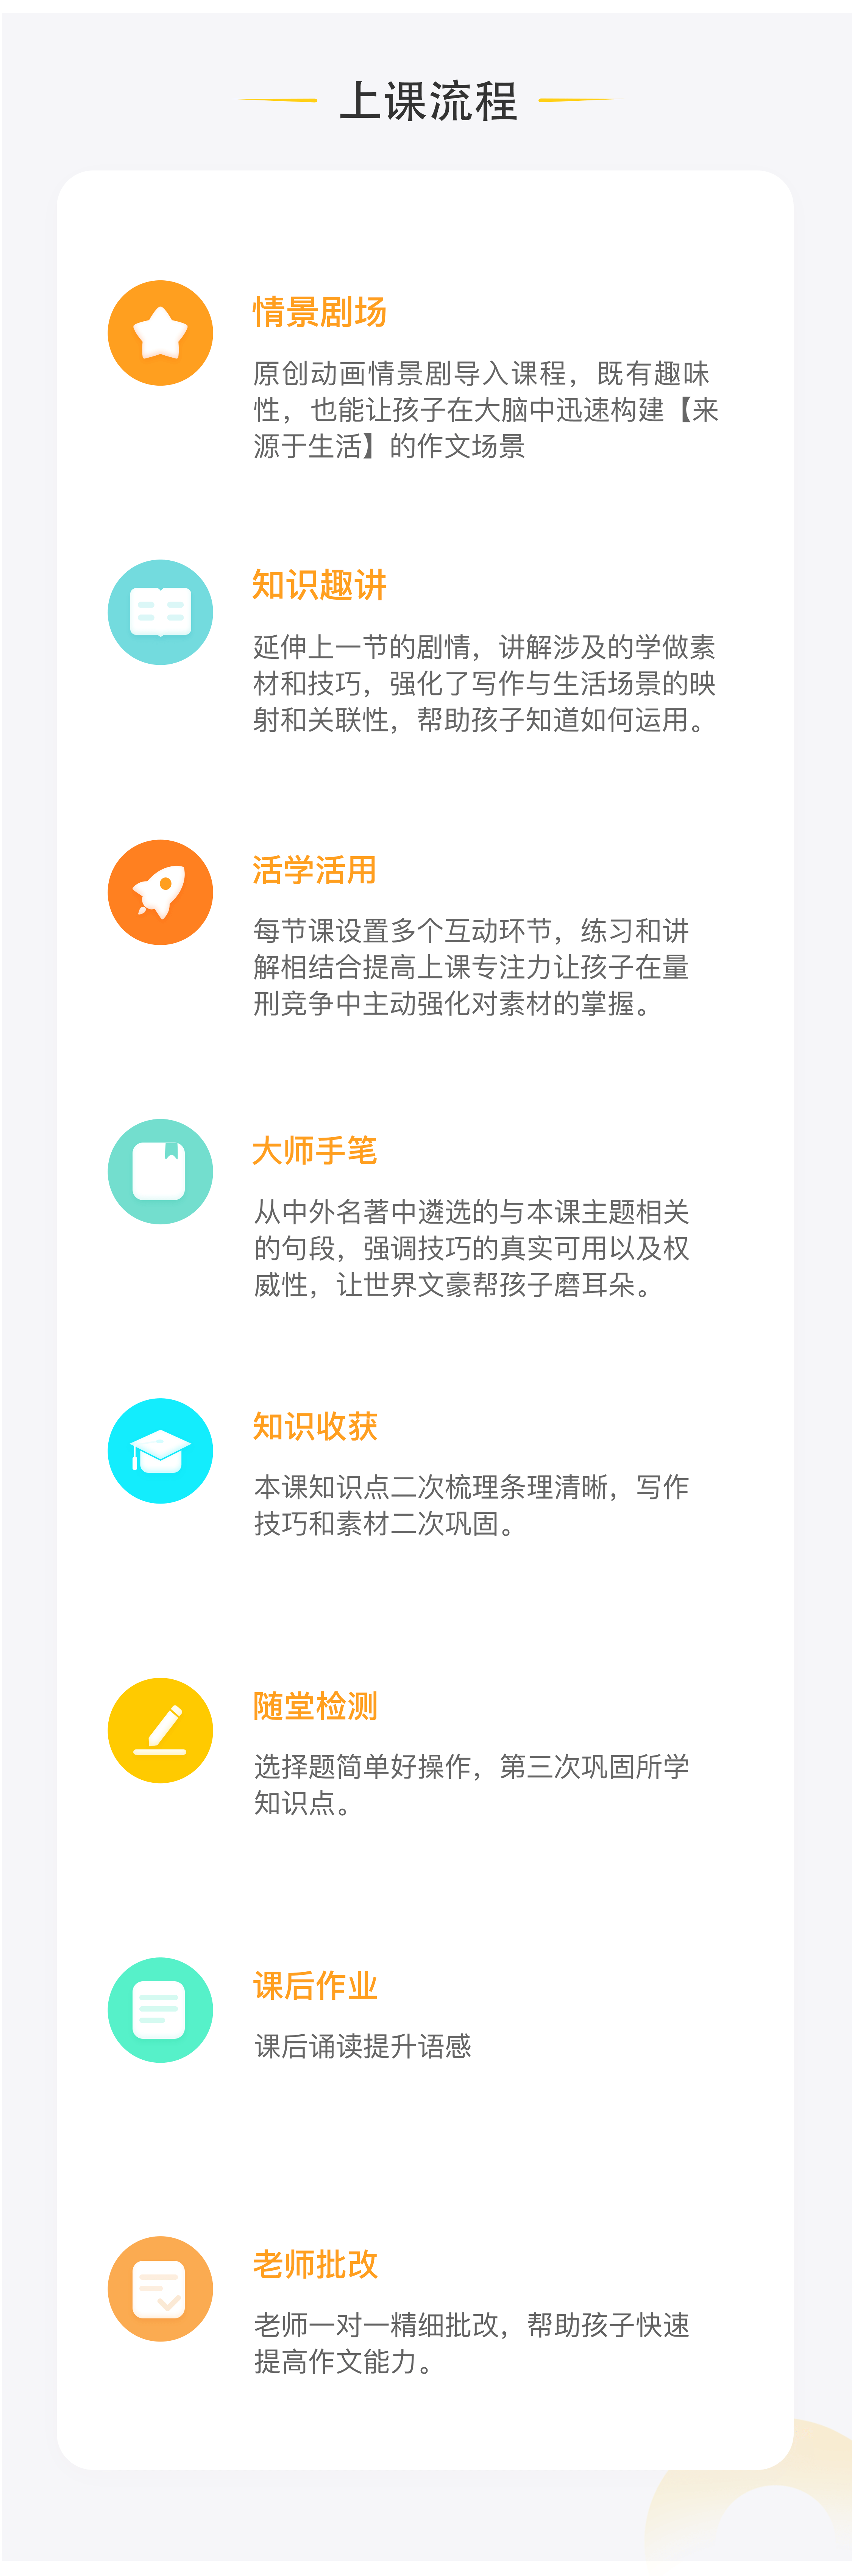 上课流程
情景剧场
原创动画情景剧导入课程，既有趣味
性，也能让孩子在大脑中迅速构建【来
源于生活】的作文场景
知识趣讲
延伸上一节的剧情，讲解涉及的学做素
材和技巧，强化了写作与生活场景的映
射和关联性，帮助孩子知道如何运用。
活学活用
每节课设置多个互动环节，练习和讲
解相结合提高上课专注力让孩子在量
刑竞争中主动强化对素材的掌握。
大师手笔
从中外名著中遴选的与本课主题相关
的句段，强调技巧的真实可用以及权
威性，让世界文豪帮孩子磨耳朵。
知识收获
本课知识点二次梳理条理清晰，写作
技巧和素材二次巩固。
随堂检测
选择题简单好操作，第三次巩固所学
知识点。
课后作业
课后诵读提升语感
老师批改
老师一对一精细批改，帮助孩子快速
提高作文能力。